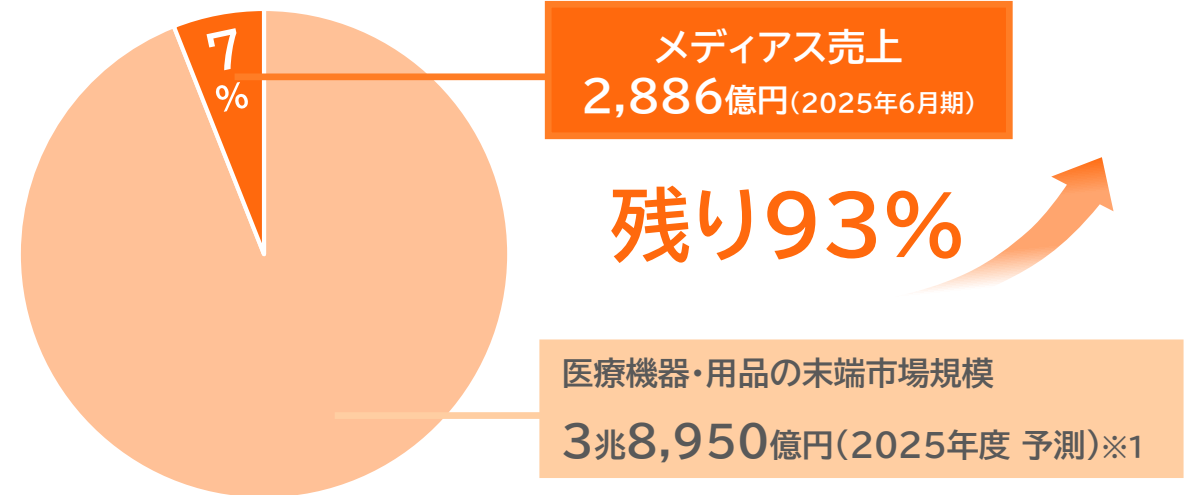 7
%
メディアス売上
2,886億円(2025年6月期)
残り93%
医療機器・用品の末端市場規模
3兆8,950億円(2025年度 予測)※1